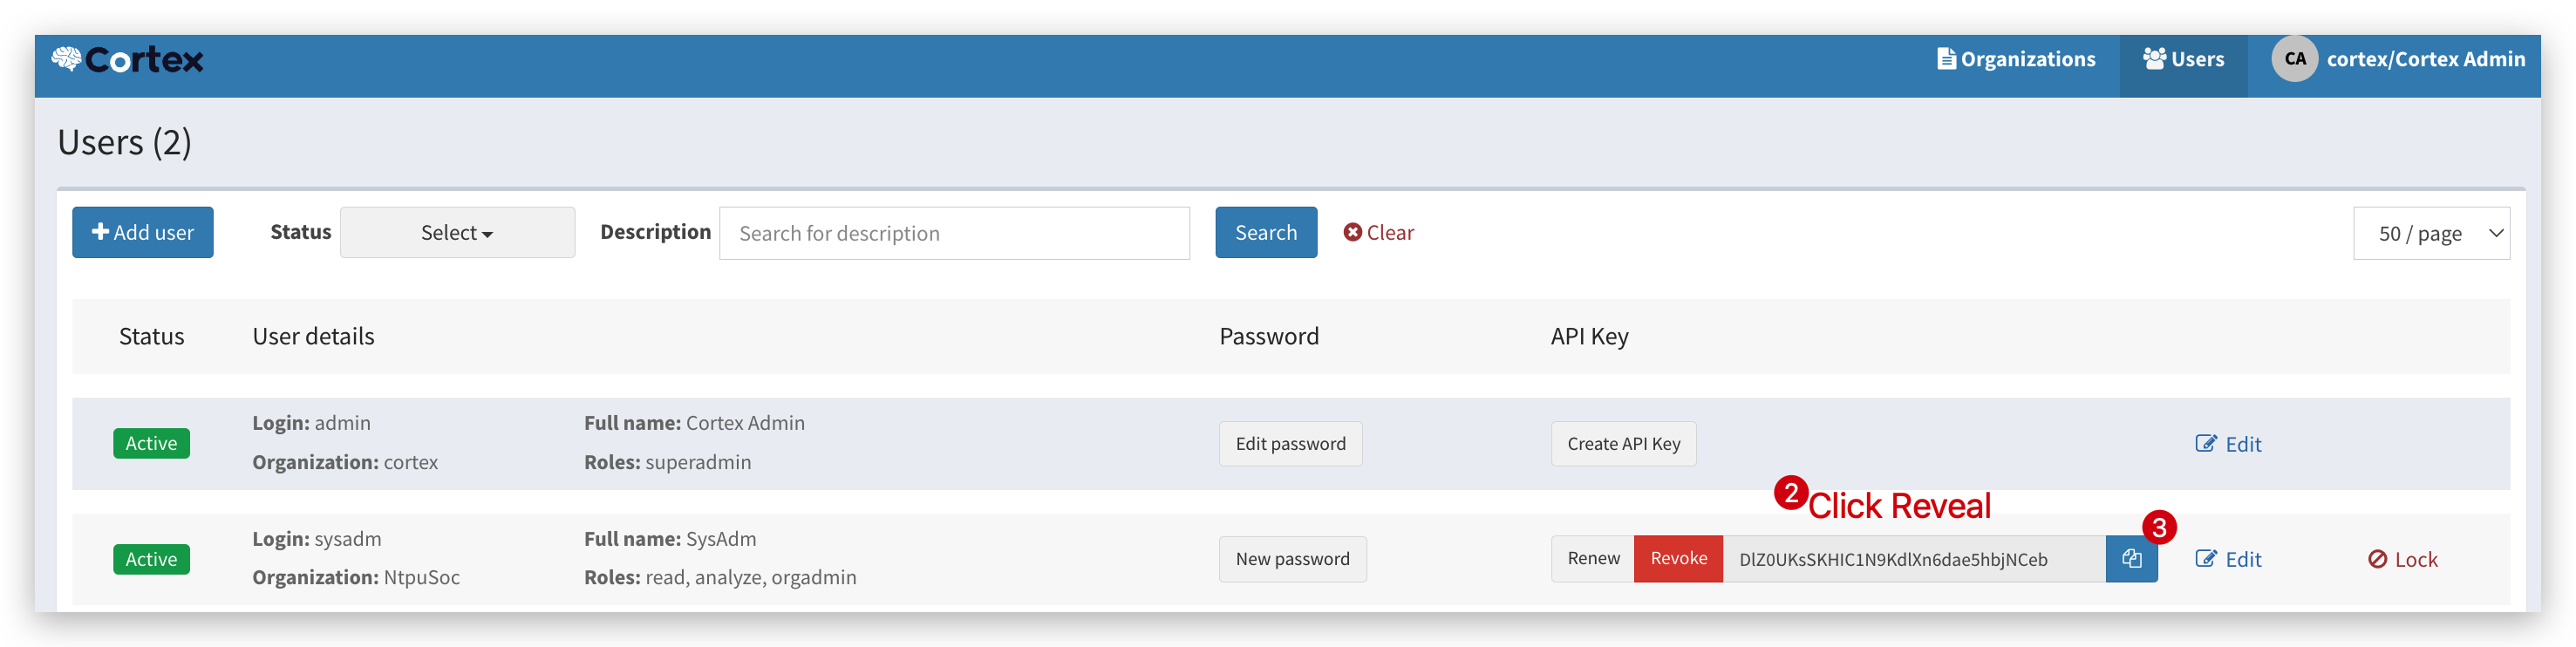 Cortex
Organizations
Users
CA
cortex/Cortex Admin
Users (2)
Add user
Status
Select
Description
Search for description
Search
Clear
50 / page
Status
User details
Password
API Key
Active
Login: admin
Full name: Cortex Admin
Organization: cortex
Roles: superadmin
Edit password
Create API Key
Edit
2 Click Reveal
3
Active
Login: sysadm
Full name: SysAdm
Organization: NtpuSoc
Roles: read, analyze, orgadmin
New password
Renew
Revoke
DlZ0UKsSKHIC1N9KdlXn6dae5hbjNCeb
Edit
Lock